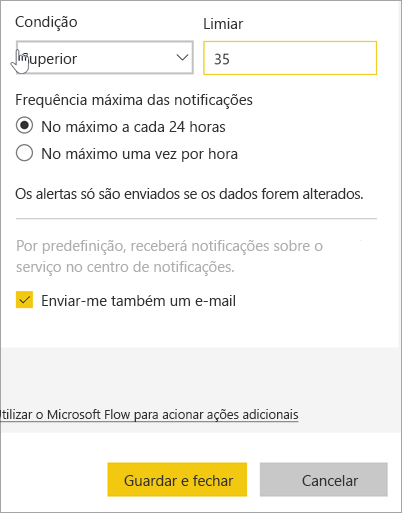 Condição Limiar
uperior 35
Frequência máxima das notificações
No máximo a cada 24 horas
No máximo uma vez por hora
Os alertas só são enviados se os dados forem alterados.
Por predefinição, receberá notificações sobre o
serviço no centro de notificações.
Enviar-me também um e-mail
tilizar o Microsoft Flow para acionar ações adicionais
Guardar e fechar Cancelar